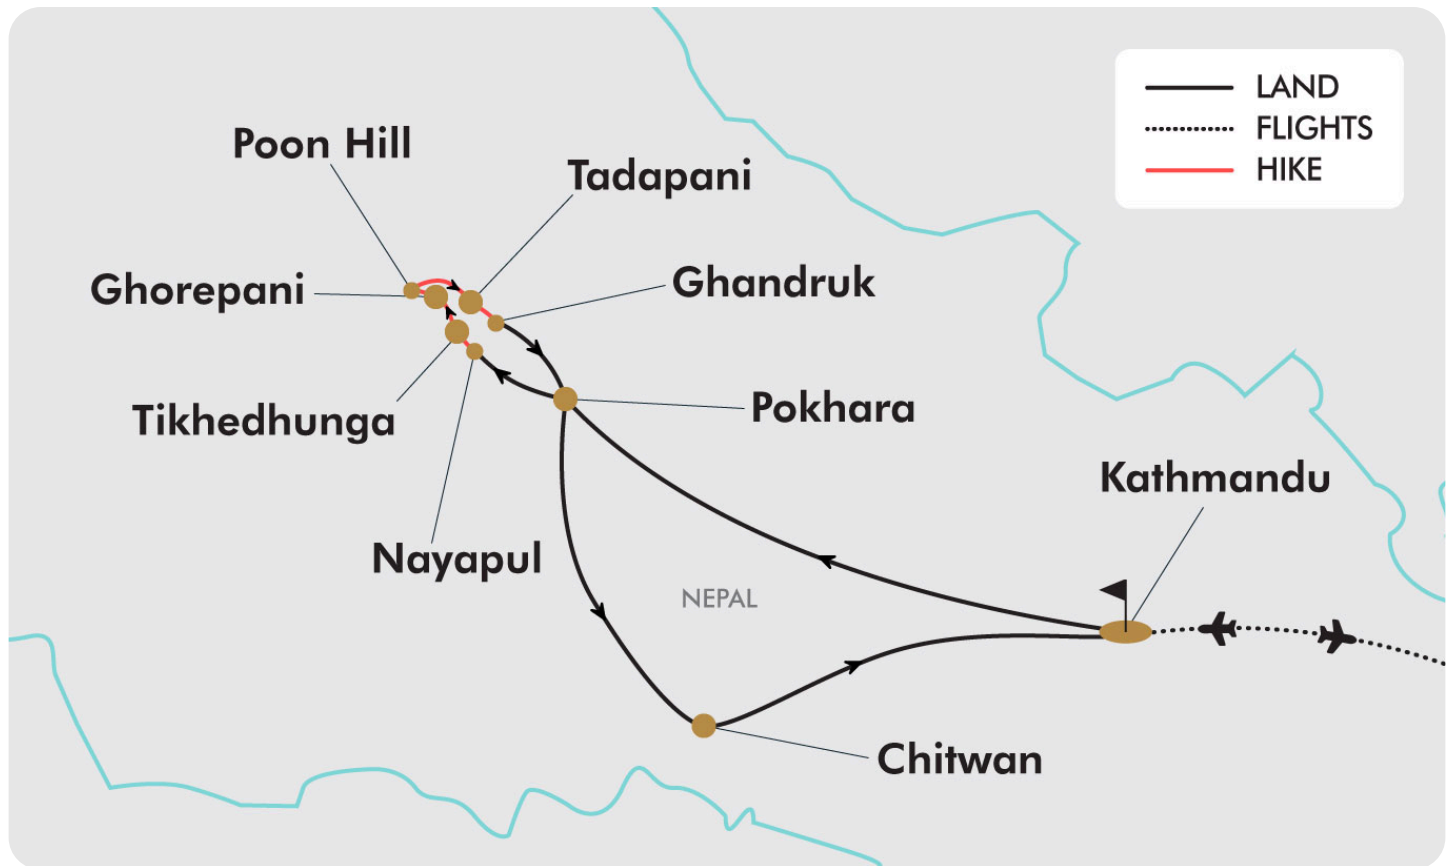 LAND
FLIGHTS
HIKE
Poon Hill
Tadapani
Ghorepani
Ghandruk
Tikhedhunga
Pokhara
Kathmandu
Nayapul
NEPAL
Chitwan